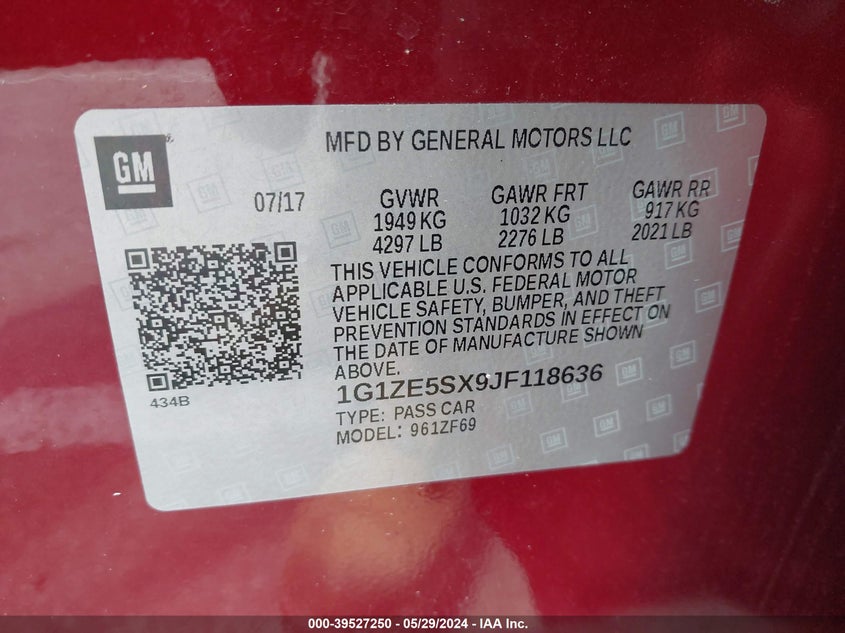 GM
MFD BY GENERAL MOTORS LLC
07/17
GVWR
1949 KG
4297 LB
GAWR FRT
1032 KG
2276 LB
GAWR RR
917 KG
2021 LB
THIS VEHICLE CONFORMS TO ALL
APPLICABLE U.S. FEDERAL MOTOR
VEHICLE SAFETY, BUMPER, AND THEFT
PREVENTION STANDARDS IN EFFECT ON
THE DATE OF MANUFACTURE SHOWN
ABOVE.
434B
1G1ZE5SX9JF118636
TYPE: PASS CAR
MODEL: 961ZF69
000-39527250 - 05/29/2024 - IAA Inc.